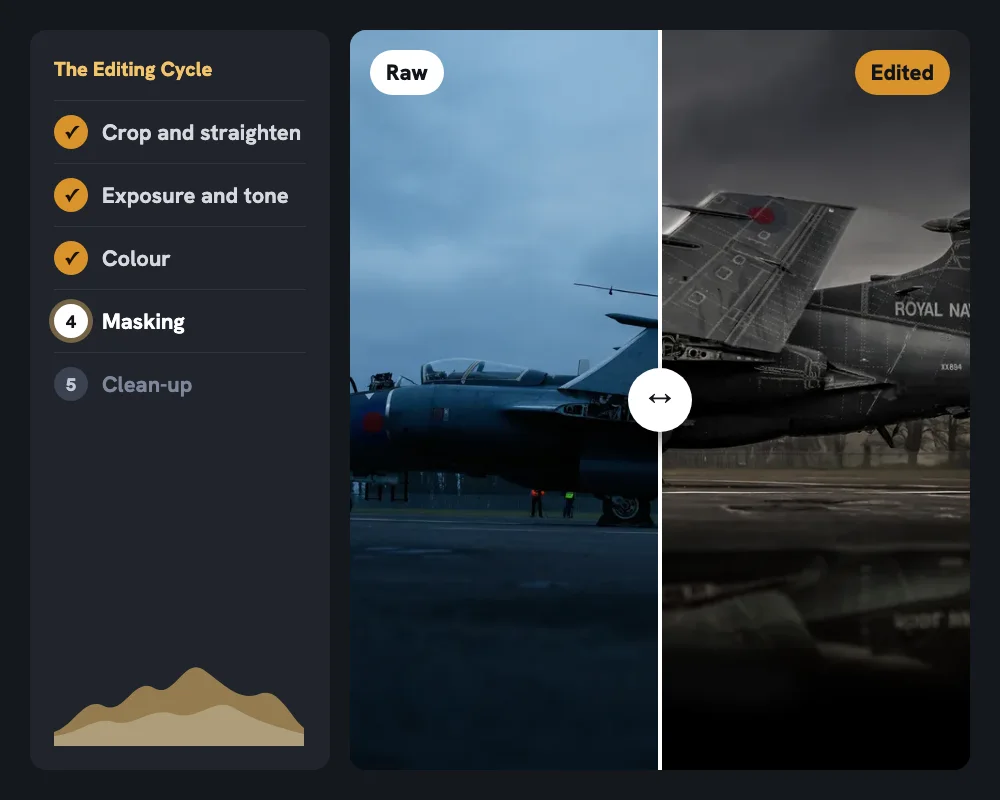 The Editing Cycle
Crop and straighten
Exposure and tone
Colour
4 Masking
5 Clean-up
Raw
Edited
ROYAL NA
XX894